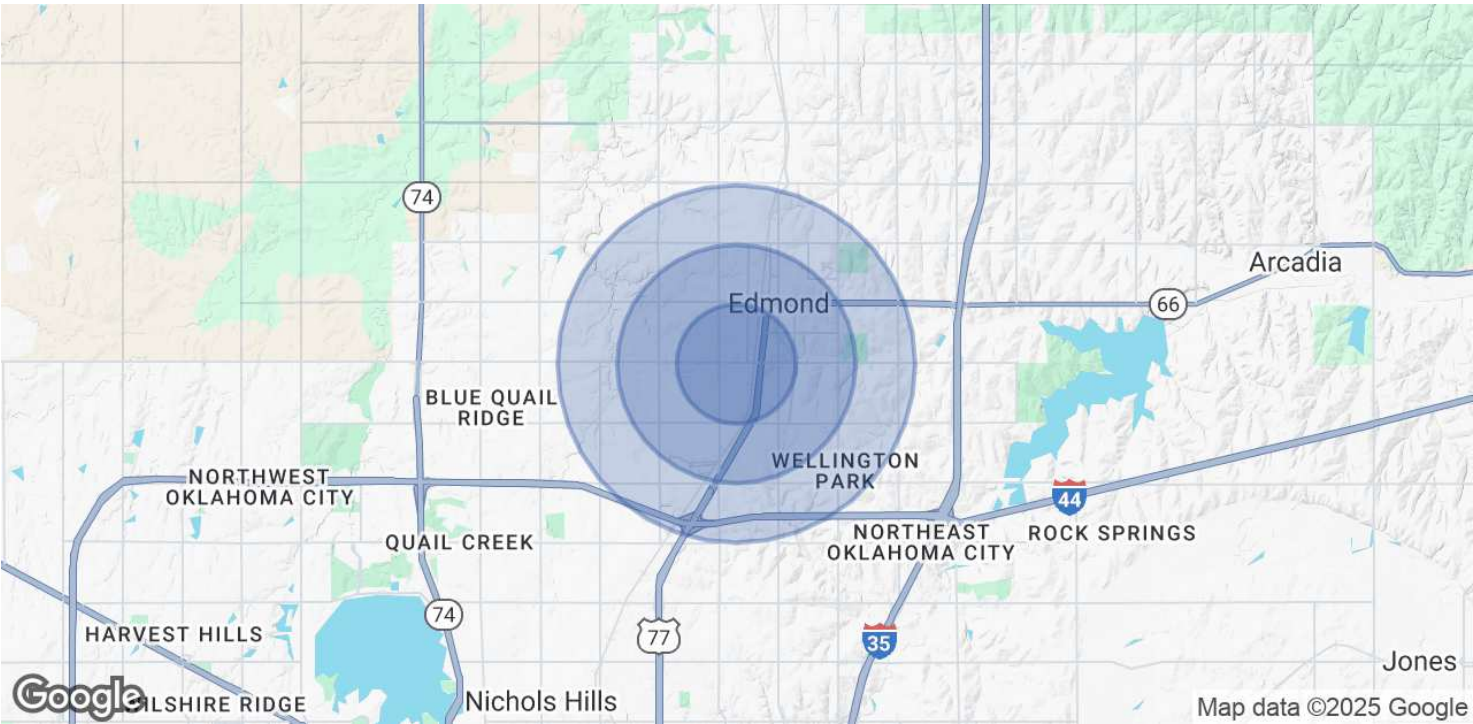 74
Arcadia
Edmond
66
BLUE QUAIL
RIDGE
WELLINGTON
PARK
NORTHWEST
OKLAHOMA CITY
44
QUAIL CREEK
NORTHEAST
OKLAHOMA CITY
ROCK SPRINGS
74
HARVEST HILLS
77
35
Jones
Google
RIDGE
Nichols Hills
Map data ©2025 Google